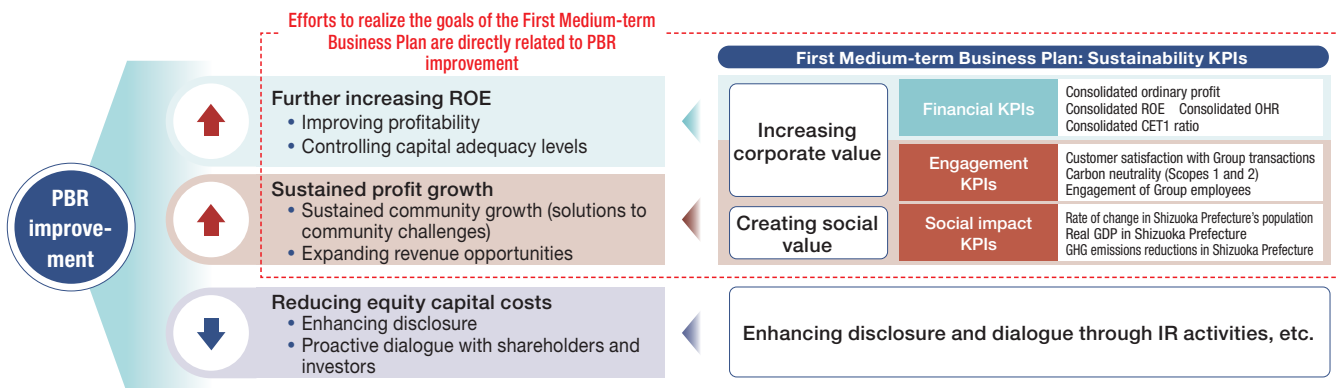 Efforts to realize the goals of the First Medium-term
Business Plan are directly related to PBR
improvement
PBR
improve-
ment
Further increasing ROE
• Improving profitability
• Controlling capital adequacy levels
Sustained profit growth
• Sustained community growth (solutions to
community challenges)
• Expanding revenue opportunities
Reducing equity capital costs
• Enhancing disclosure
• Proactive dialogue with shareholders and
investors
First Medium-term Business Plan: Sustainability KPIs
Increasing
corporate value
Financial KPIs
Consolidated ordinary profit
Consolidated ROE Consolidated OHR
Consolidated CET1 ratio
Engagement
KPIs
Customer satisfaction with Group transactions
Carbon neutrality (Scopes 1 and 2)
Engagement of Group employees
Creating social
value
Social impact
KPIs
Rate of change in Shizuoka Prefecture's population
Real GDP in Shizuoka Prefecture
GHG emissions reductions in Shizuoka Prefecture
Enhancing disclosure and dialogue through IR activities, etc.